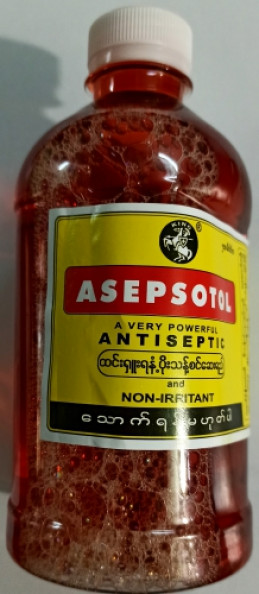 KING
®
ASEPSOTOL
A VERY POWERFUL
ANTISEPTIC
ထင်းရှူးရနံ့ ပိုးသန့်စင်ဆေးရည်
and
NON-IRRITANT
သောက်ရန်မဟုတ်ပါ